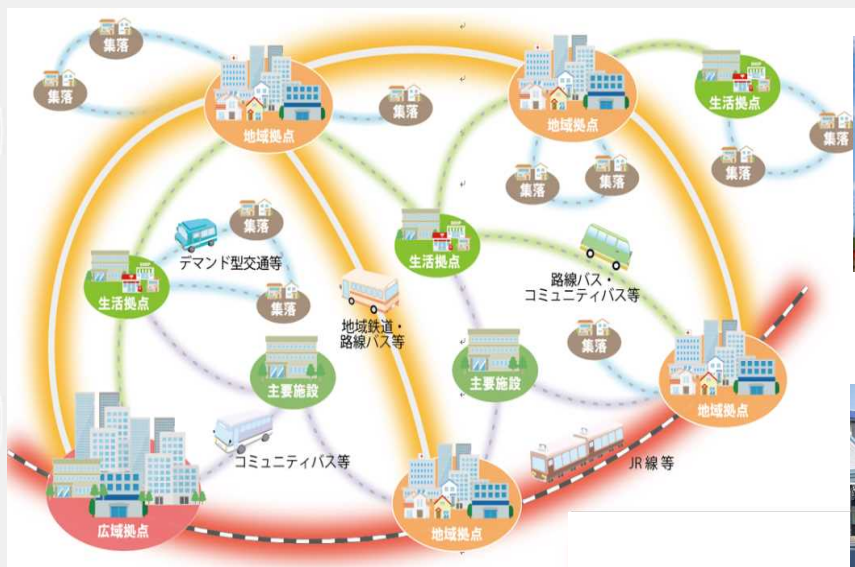 集落
集落
地域拠点
集落
地域拠点
生活拠点
集落
集落
集落
集落
集落
デマンド型交通等
生活拠点
集落
生活拠点
路線バス・
コミュニティバス等
地域鉄道・
路線バス等
集落
主要施設
主要施設
地域拠点
コミュニティバス等
JR線等
広域拠点
地域拠点